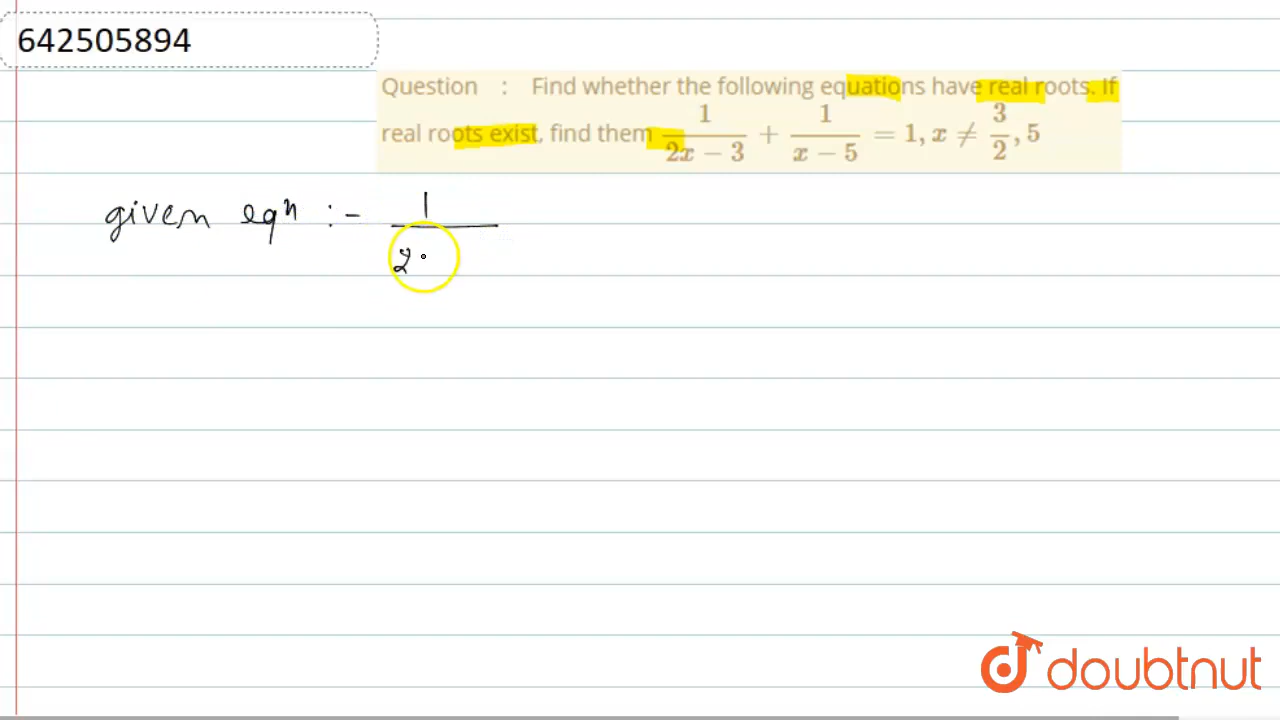 642505894
Question : Find whether the following equations have real roots. If
real roots exist, find them 1/(2x − 3) + 1/(x − 5) = 1, x ≠ 3/2, 5
given eqⁿ :- 1
2
doubtnut